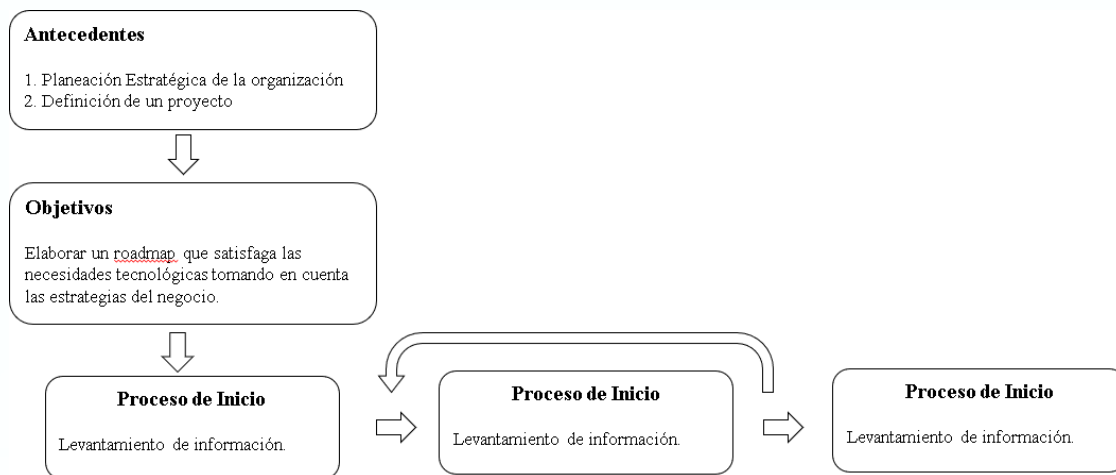 Antecedentes
1. Planeación Estratégica de la organización
2. Definición de un proyecto
Objetivos
Elaborar un roadmap que satisfaga las
necesidades tecnológicas tomando en cuenta
las estrategias del negocio.
Proceso de Inicio
Levantamiento de información.
Proceso de Inicio
Levantamiento de información.
Proceso de Inicio
Levantamiento de información.